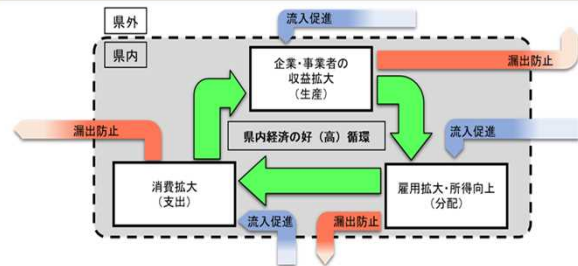 県外
流入促進
県内
企業・事業者の
収益拡大
(生産)
漏出防止
漏出防止
県内経済の好(高)循環
流入促進
消費拡大
(支出)
雇用拡大・所得向上
(分配)
流入促進
漏出防止